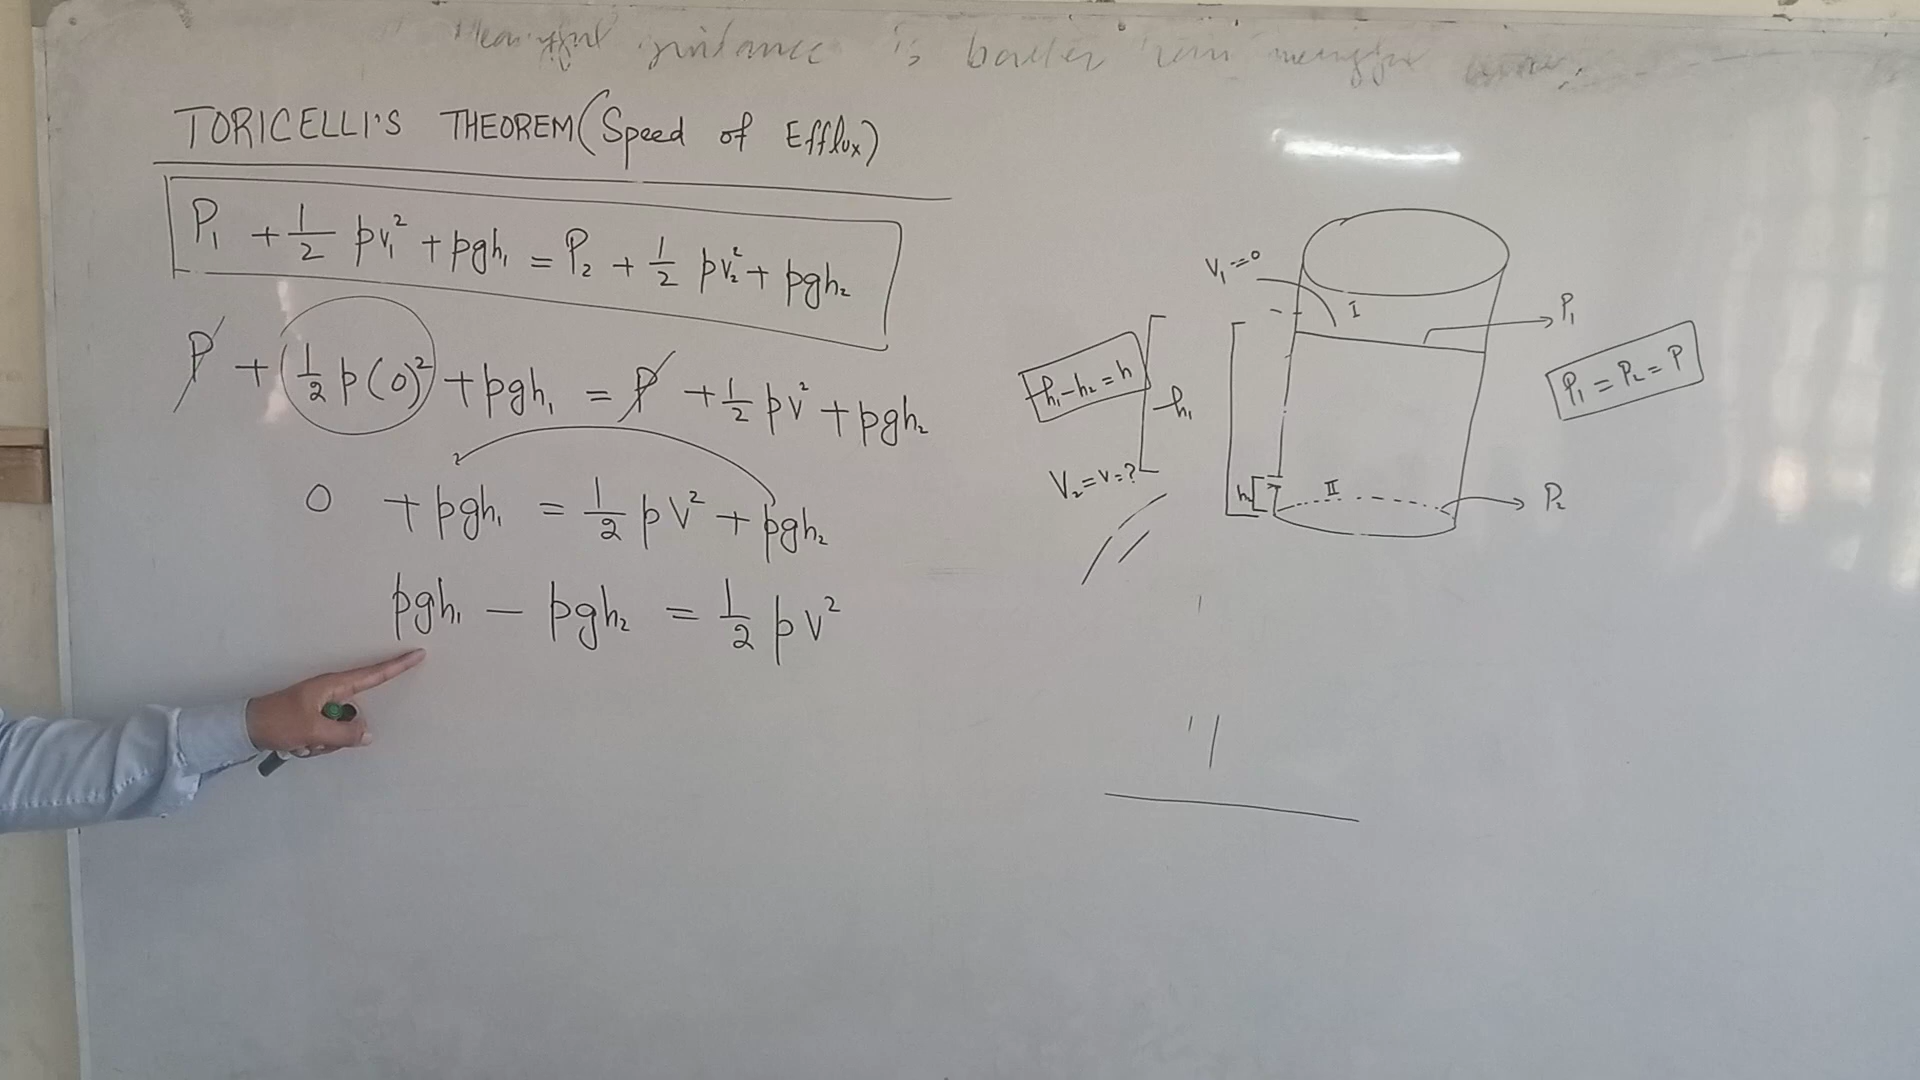 is
TORICELLI'S THEOREM (Speed of Efflux)
P₁ + 1/2 ρv₁² + ρgh₁ = P₂ + 1/2 ρv₂² + ρgh₂
P + 1/2 ρ(0)² + ρgh₁ = P + 1/2 ρv² + ρgh₂
0 + ρgh₁ = 1/2 ρV² + ρgh₂
ρgh₁ − ρgh₂ = 1/2 ρV²
V₁=0
I
P₁
h₁-h₂=h
h₁
P₁ = P₂ = P
V₂=v=?
h₂
II
P₂